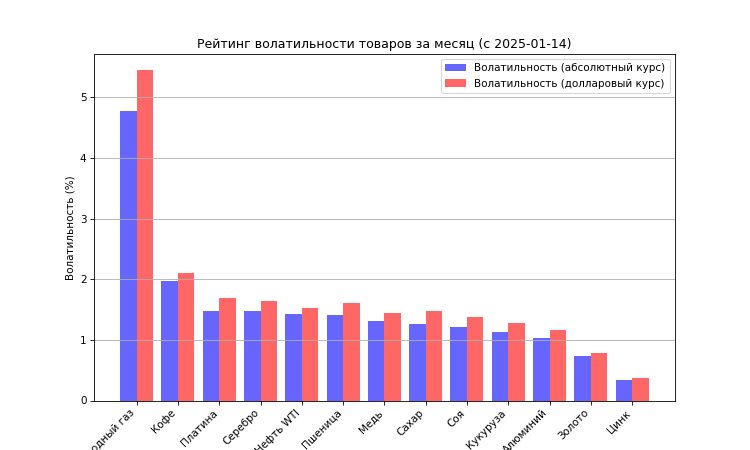 Рейтинг волатильности товаров за месяц (с 2025-01-14)
Волатильность (абсолютный курс)
Волатильность (долларовый курс)
Волатильность (%)
5
4
3
2
1
0
одный газ
Кофе
Платина
Серебро
Нефть WTI
Пшеница
Медь
Сахар
Соя
Кукуруза
Алюминий
Золото
Цинк